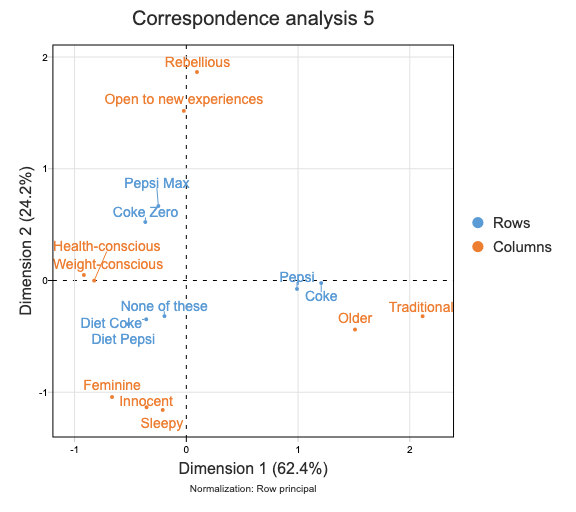 Correspondence analysis 5
2
Rebellious
Open to new experiences
Pepsi Max
1
Coke Zero
Rows
Health-conscious
Columns
Weight-conscious
Dimension 2 (24.2%)
Pepsi
0
Coke
None of these
Traditional
Diet Coke
Older
Diet Pepsi
Feminine
-1
Innocent
Sleepy
-1
0
1
2
Dimension 1 (62.4%)
Normalization: Row principal